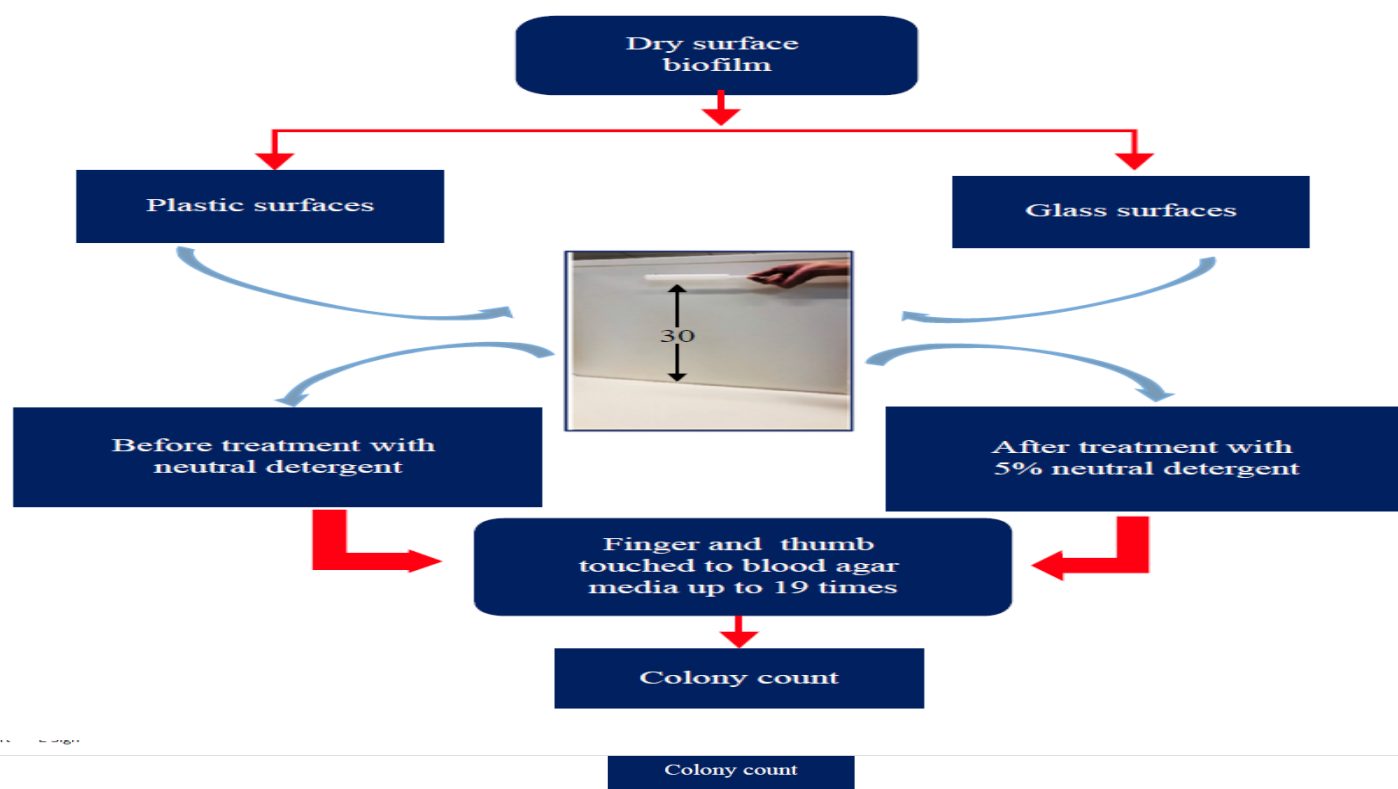 Dry surface
biofilm
Plastic surfaces
Glass surfaces
30
Before treatment with
neutral detergent
After treatment with
5% neutral detergent
Finger and thumb
touched to blood agar
media up to 19 times
Colony count
Colony count